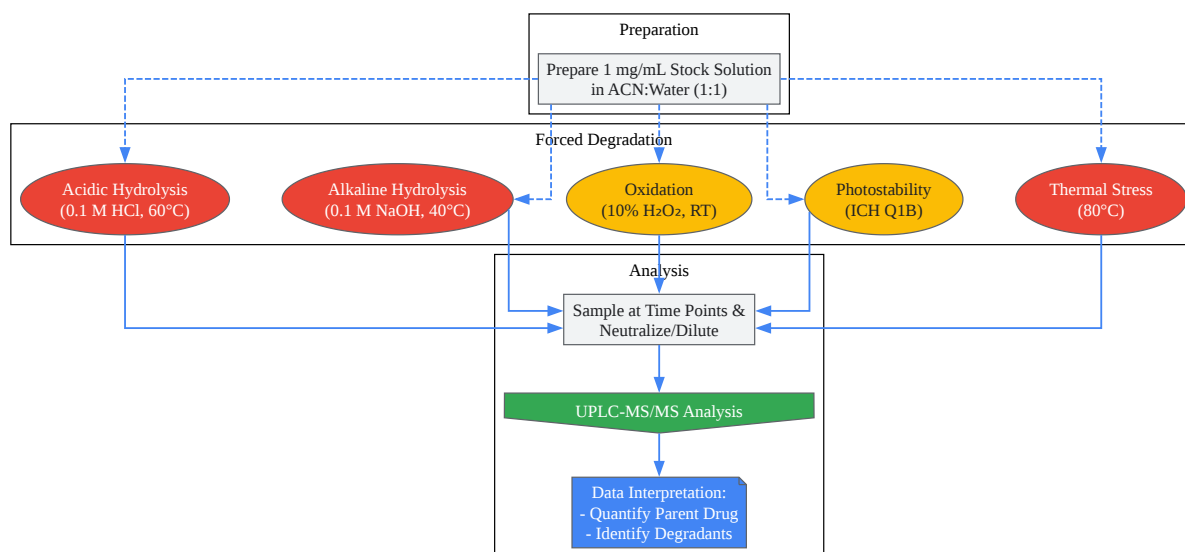 Preparation
Prepare 1 mg/mL Stock Solution
in ACN:Water (1:1)
Forced Degradation
Acidic Hydrolysis
(0.1 M HCl, 60°C)
Alkaline Hydrolysis
(0.1 M NaOH, 40°C)
Oxidation
(10% H₂O₂, RT)
Photostability
(ICH Q1B)
Thermal Stress
(80°C)
Analysis
Sample at Time Points &
Neutralize/Dilute
UPLC-MS/MS Analysis
Data Interpretation:
- Quantify Parent Drug
- Identify Degradants